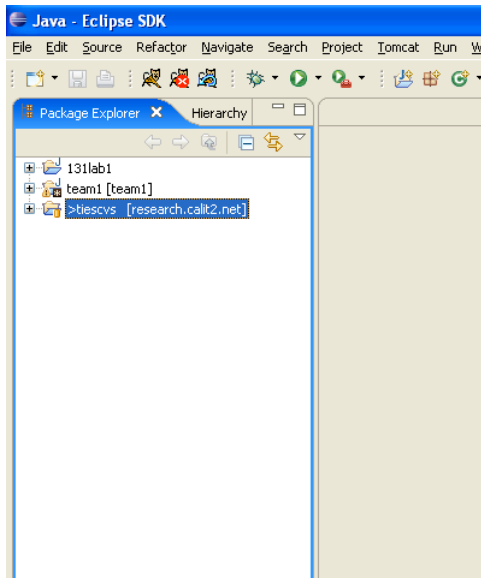 Java - Eclipse SDK
File Edit Source Refactor Navigate Search Project Tomcat Run W
Package Explorer Hierarchy
131lab1
team1 [team1]
>tiescvs [research.calit2.net]